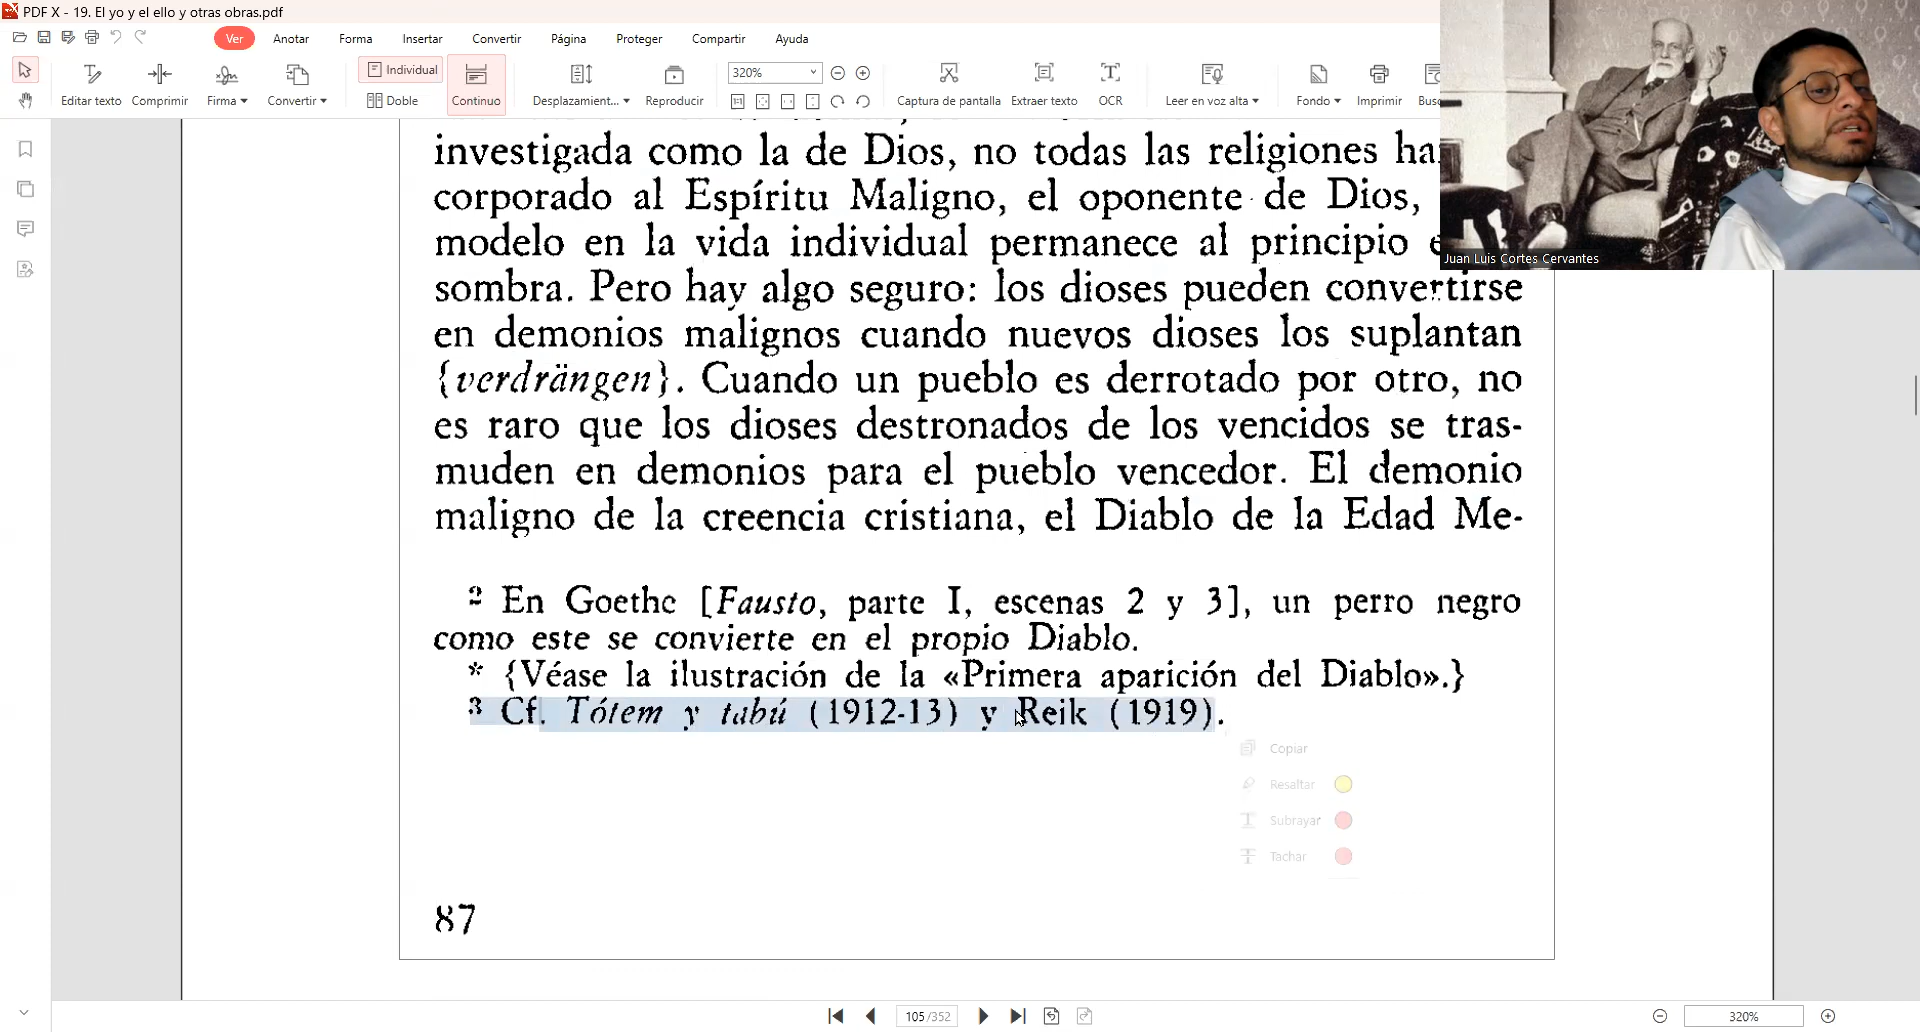 PDF X - 19. El yo y el ello y otras obras.pdf
Ver Anotar Forma Insertar Convertir Página Proteger Compartir Ayuda
Editar texto Comprimir Firma Convertir Individual Doble Continuo Desplazamient... Reproducir 320% Captura de pantalla Extraer texto OCR Leer en voz alta Fondo Imprimir
investigada como la de Dios, no todas las religiones
corporado al Espíritu Maligno, el oponente de Dios,
modelo en la vida individual permanece al principio
sombra. Pero hay algo seguro: los dioses pueden convertirse
en demonios malignos cuando nuevos dioses los suplantan
{verdrängen}. Cuando un pueblo es derrotado por otro, no
es raro que los dioses destronados de los vencidos se tras-
muden en demonios para el pueblo vencedor. El demonio
maligno de la creencia cristiana, el Diablo de la Edad Me-
2 En Goethe [Fausto, parte I, escenas 2 y 3], un perro negro
como este se convierte en el propio Diablo.
* {Véase la ilustración de la «Primera aparición del Diablo».}
3 Cf. Tótem y tabú (1912-13) y Reik (1919).
Copiar
Resaltar
Subrayar
Tachar
87
Juan Luis Cortes Cervantes
105 /352
320%